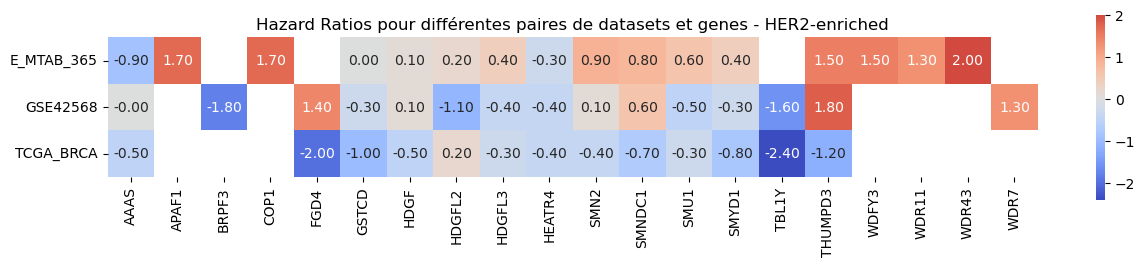 Hazard Ratios pour différentes paires de datasets et genes - HER2-enriched
E_MTAB_365 -0.90 1.70 1.70 0.00 0.10 0.20 0.40 -0.30 0.90 0.80 0.60 0.40 1.50 1.50 1.30 2.00
GSE42568 -0.00 -1.80 1.40 -0.30 0.10 -1.10 -0.40 -0.40 0.10 0.60 -0.50 -0.30 -1.60 1.80 1.30
TCGA_BRCA -0.50 -2.00 -1.00 -0.50 0.20 -0.30 -0.40 -0.40 -0.70 -0.30 -0.80 -2.40 -1.20
AAAS
APAF1
BRPF3
COP1
FGD4
GSTCD
HDGF
HDGFL2
HDGFL3
HEATR4
SMN2
SMNDC1
SMU1
SMYD1
TBL1Y
THUMPD3
WDFY3
WDR11
WDR43
WDR7
2
1
0
-1
-2